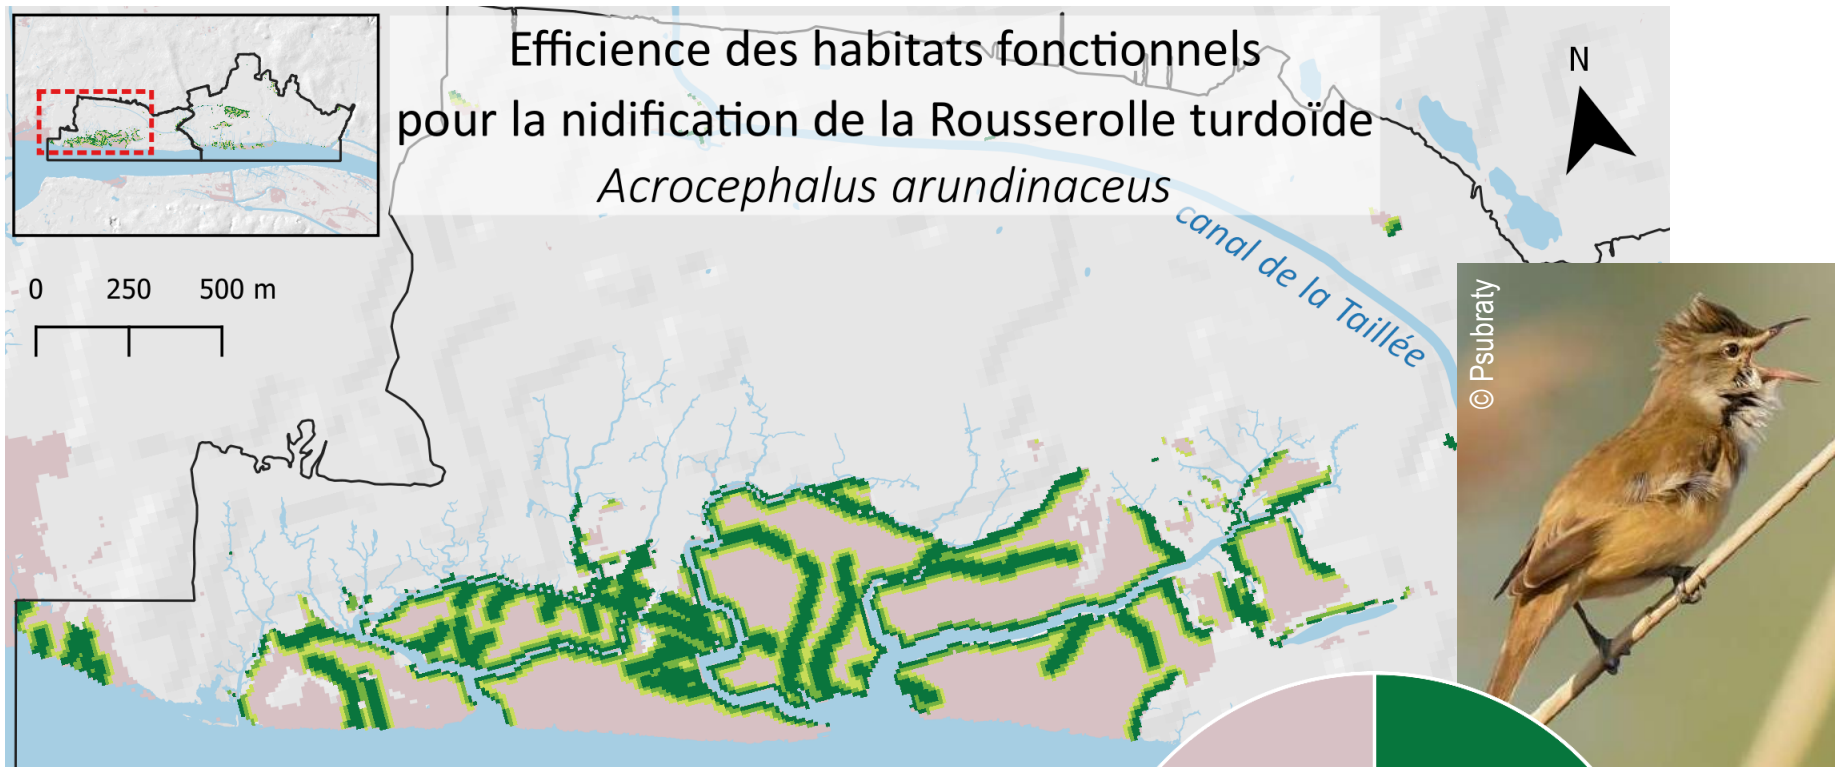 Efficience des habitats fonctionnels
pour la nidification de la Rousserolle turdoïde
Acrocephalus arundinaceus
N
0 250 500 m
canal de la Taillée
© Psubraty